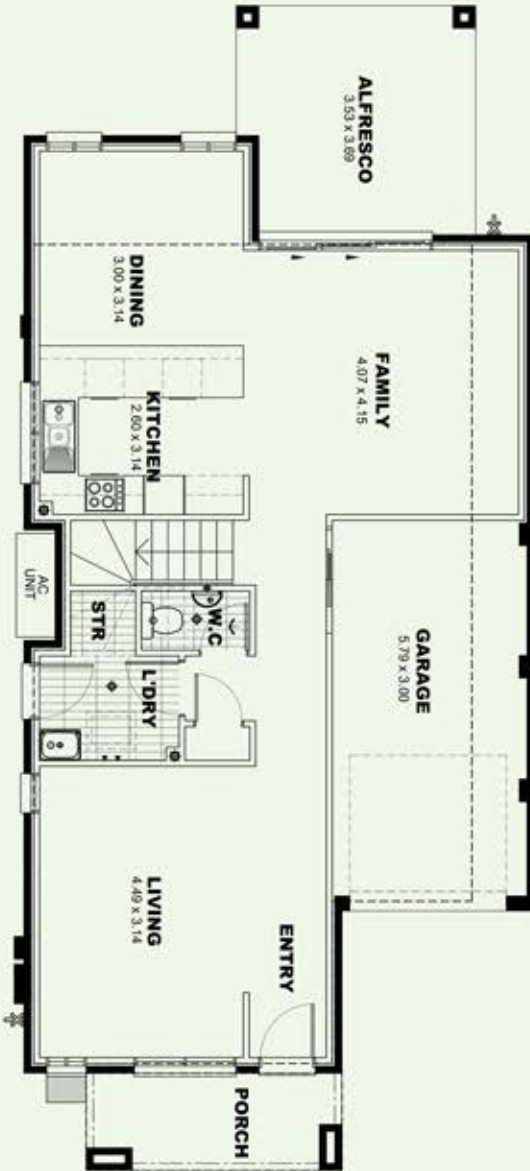 ALFRESCO
3.53 x 3.69
DINING
3.00 x 3.14
FAMILY
4.07 x 4.15
KITCHEN
2.60 x 3.14
AC
UNIT
STR
W.C
L'DRY
GARAGE
5.79 x 3.00
LIVING
4.49 x 3.14
ENTRY
PORCH